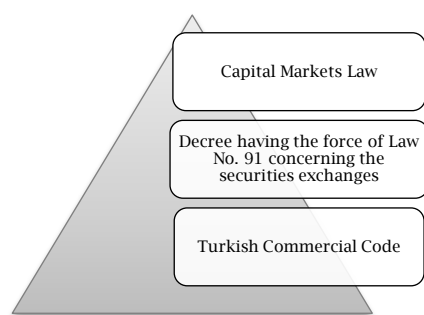 Capital Markets Law
Decree having the force of Law
No. 91 concerning the
securities exchanges
Turkish Commercial Code